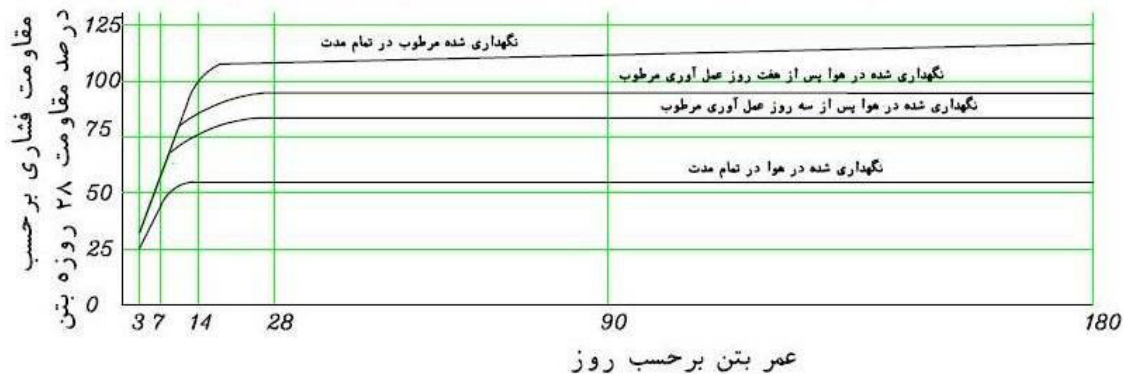 مقاومت فشاری برحسب
درصد مقاومت ۲۸ روزه بتن
125
100
75
50
25
0
نگهداری شده مرطوب در تمام مدت
نگهداری شده در هوا پس از هفت روز عمل آوری مرطوب
نگهداری شده در هوا پس از سه روز عمل آوری مرطوب
نگهداری شده در هوا در تمام مدت
3 7 14 28 90 180
عمر بتن برحسب روز